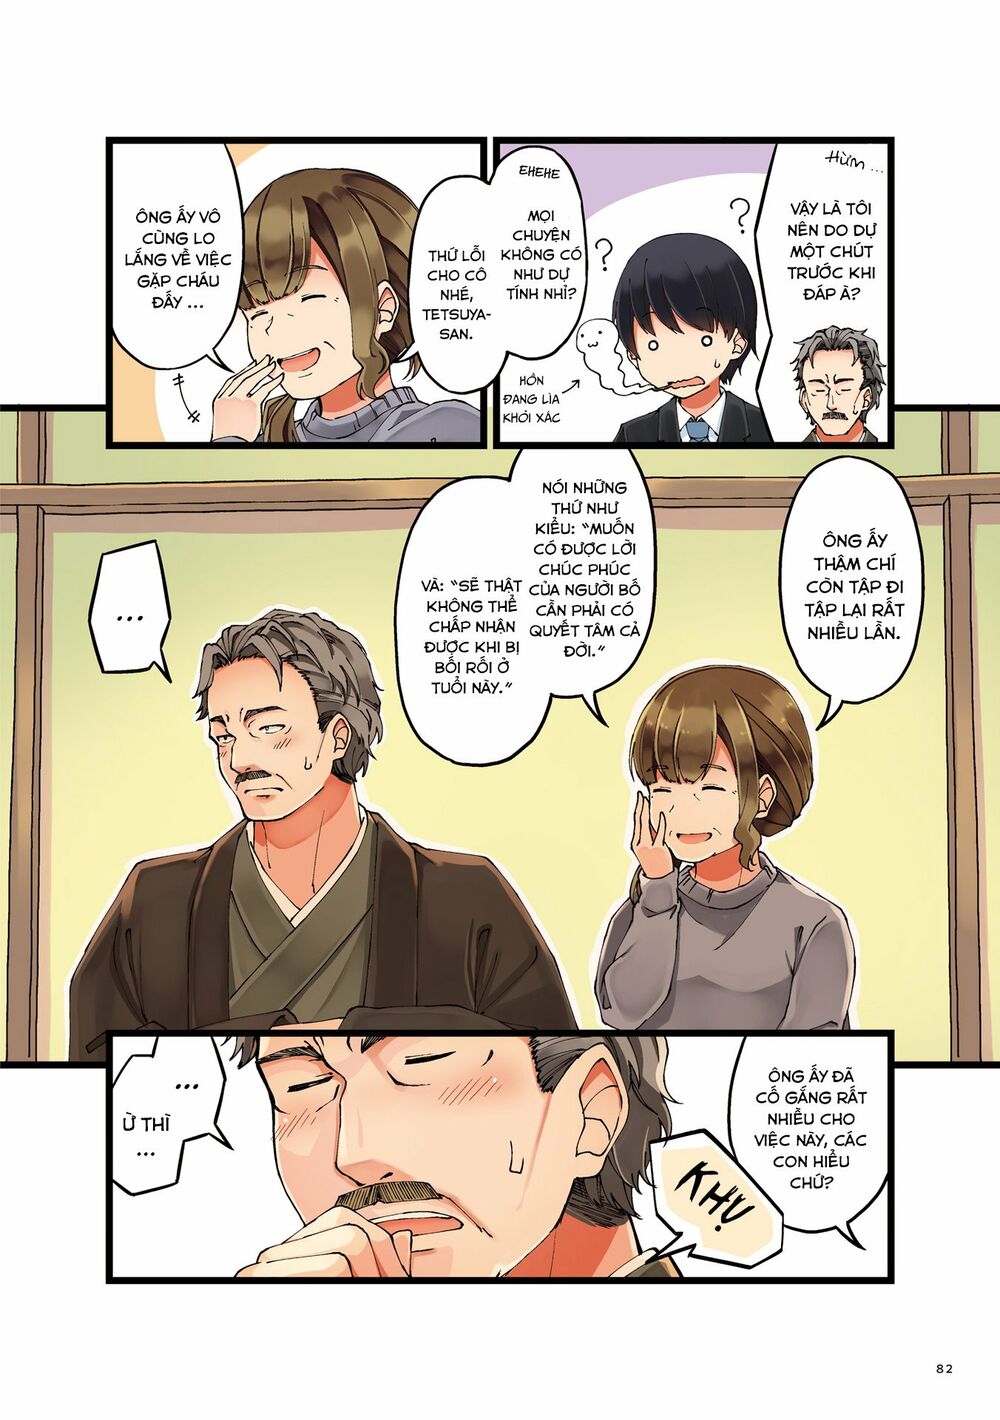 Hừm ...
VẬY LÀ TÔI
NÊN DO DỰ
MỘT CHÚT
TRƯỚC KHI
ĐÁP À?
?
?
HỒN
ĐANG LÌA
KHỎI XÁC
EHEHE
MỌI
CHUYỆN
KHÔNG CÓ
NHƯ DỰ
TÍNH NHỈ?
THỨ LỖI
CHO CÔ
NHÉ,
TETSUYA-
SAN.
ÔNG ẤY VÔ
CÙNG LO
LẮNG VỀ VIỆC
GẶP CHÁU
ĐẤY ...
ÔNG ẤY
THẬM CHÍ
CÒN TẬP ĐI
TẬP LẠI RẤT
NHIỀU LẦN.
NÓI NHỮNG
THỨ NHƯ
KIỂU: "MUỐN
CÓ ĐƯỢC LỜI
CHÚC PHÚC
CỦA NGƯỜI BỐ
CẦN PHẢI CÓ
QUYẾT TÂM CẢ
ĐỜI."
VÀ: "SẼ THẬT
KHÔNG THỂ
CHẤP NHẬN
ĐƯỢC KHI BỊ
BỐI RỐI Ở
TUỔI NÀY."
...
ÔNG ẤY ĐÃ
CỐ GẮNG RẤT
NHIỀU CHO
VIỆC NÀY, CÁC
CON HIỂU
CHỨ?
KHỤ.
...
Ừ THÌ
...
82